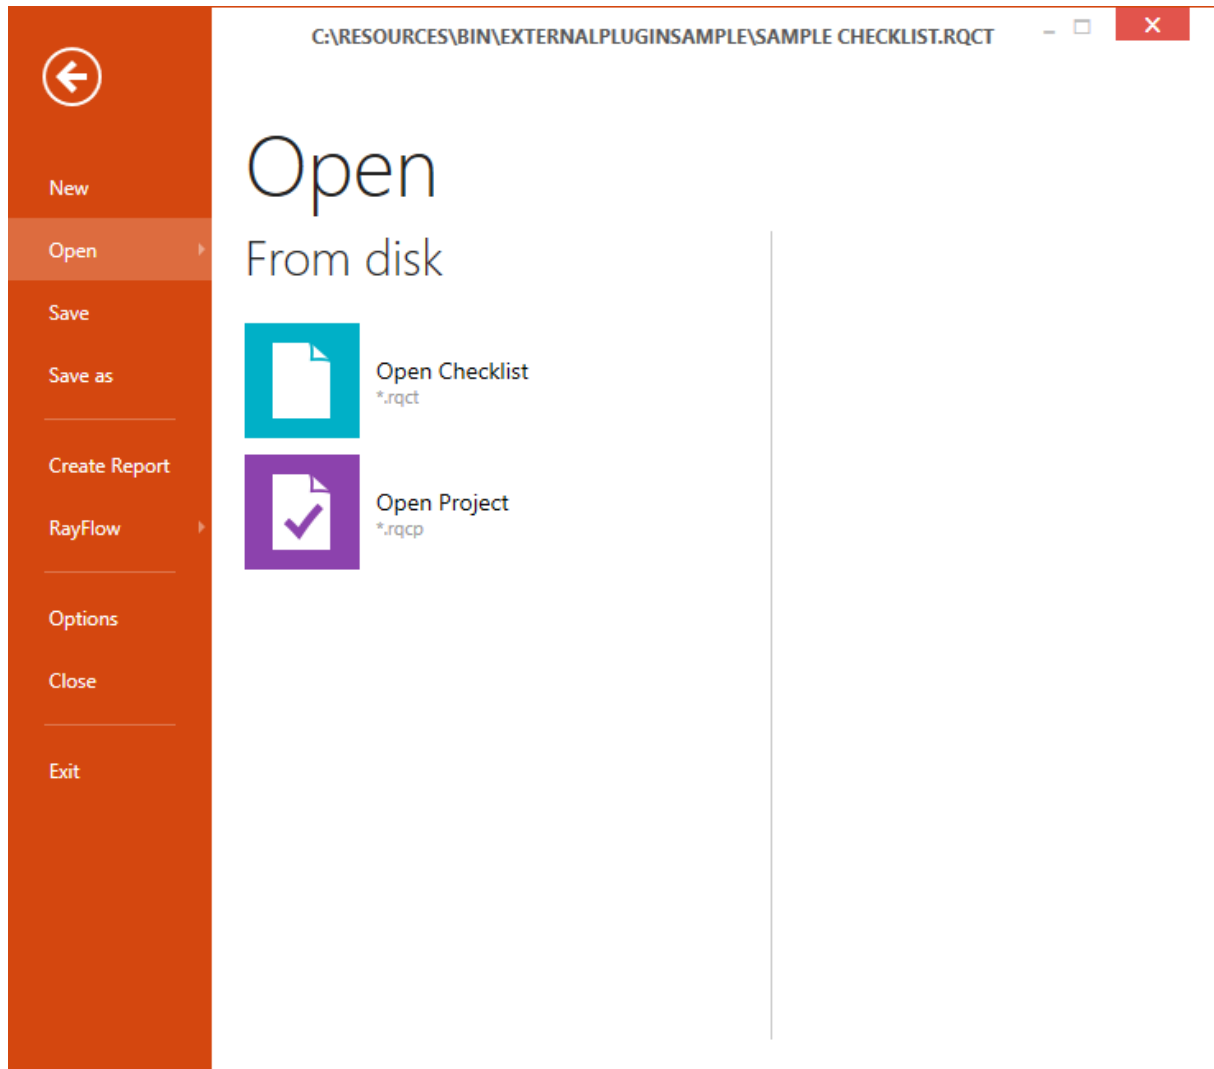 C:\RESOURCES\BIN\EXTERNALPLUGINSAMPLE\SAMPLE CHECKLIST.RQCT
New
Open
Save
Save as
Create Report
RayFlow
Options
Close
Exit
Open
From disk
Open Checklist
*.rqct
Open Project
*.rqcp